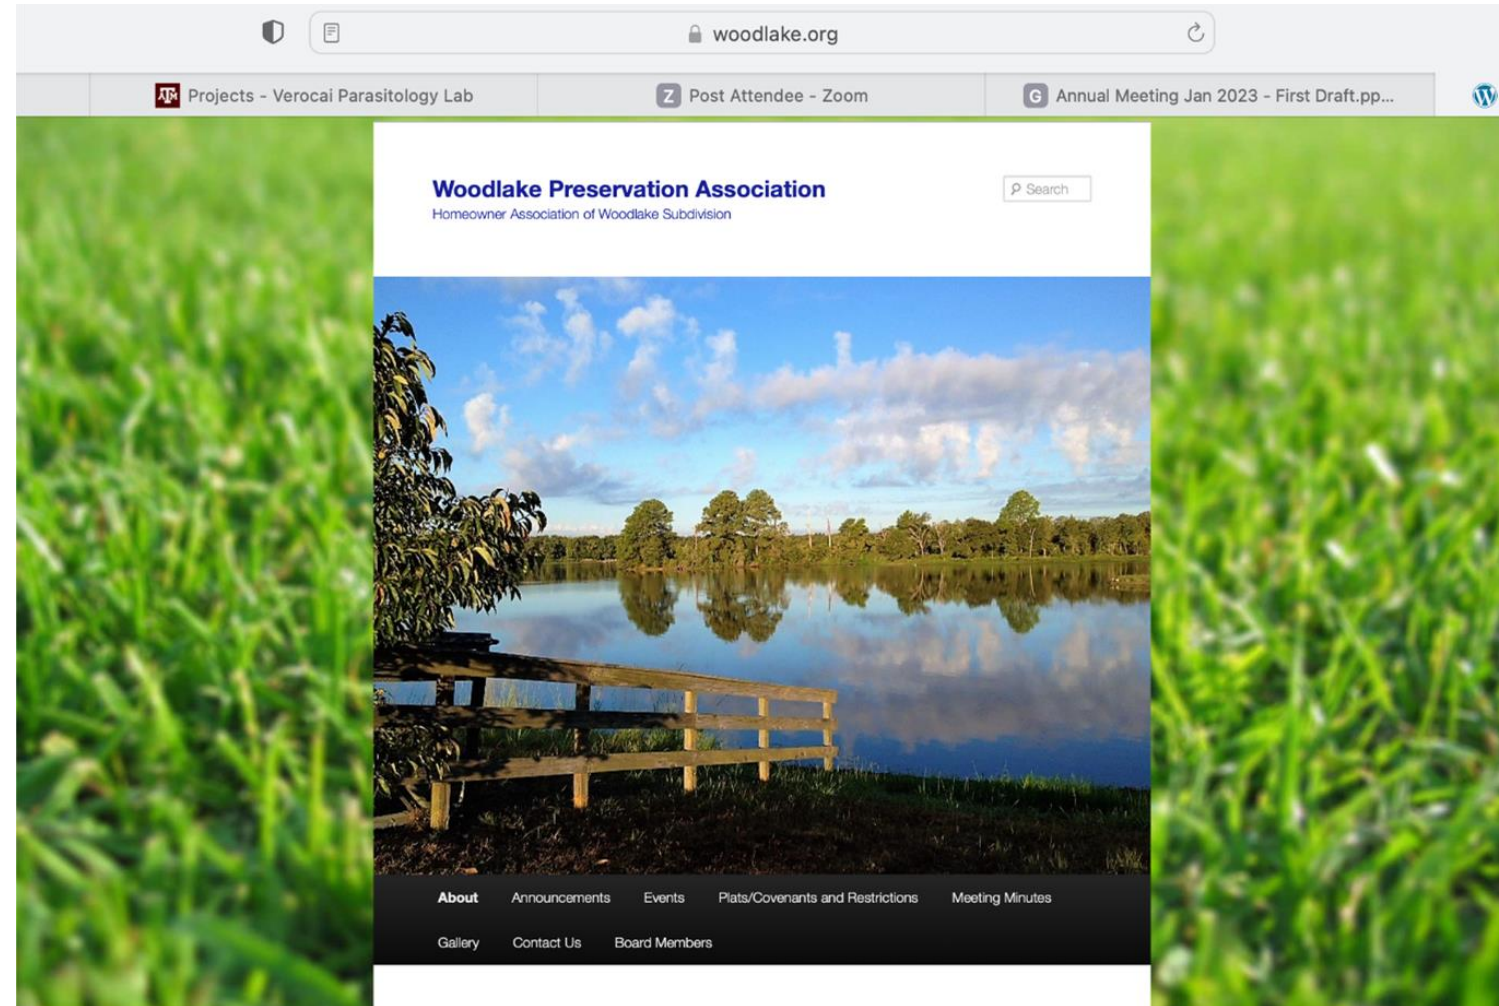 woodlake.org
ATM Projects - Verocai Parasitology Lab
Z Post Attendee - Zoom
G Annual Meeting Jan 2023 - First Draft.pp...
W
Woodlake Preservation Association
Search
Homeowner Association of Woodlake Subdivision
About Announcements Events Plats/Covenants and Restrictions Meeting Minutes
Gallery Contact Us Board Members